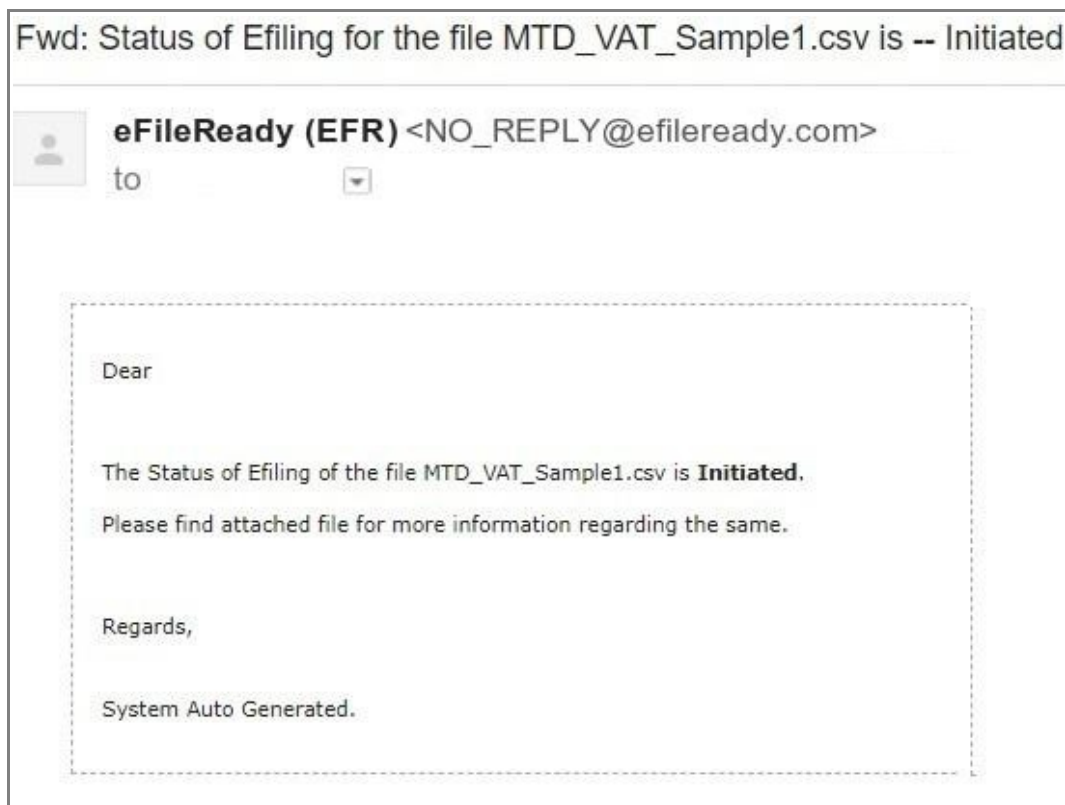 Fwd: Status of Efiling for the file MTD_VAT_Sample1.csv is -- Initiated
eFileReady (EFR) <NO_REPLY@efileready.com>
to
Dear
The Status of Efiling of the file MTD_VAT_Sample1.csv is Initiated.
Please find attached file for more information regarding the same.
Regards,
System Auto Generated.